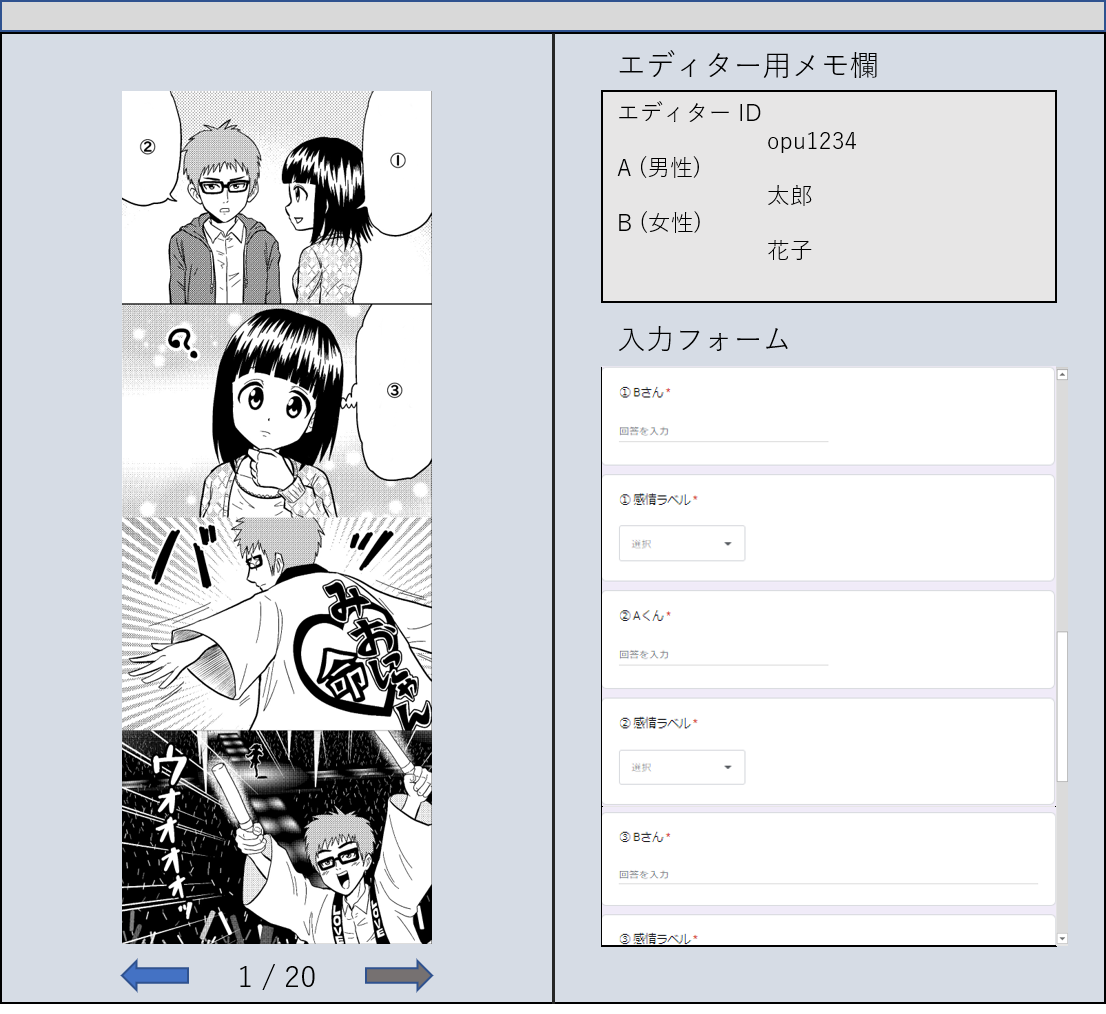 ②
①
?
③
バッ
みおにゃん
命
ウオオオオッ
LOVE
LOVE
1 / 20
エディター用メモ欄
エディター ID
opu1234
A (男性)
太郎
B (女性)
花子
入力フォーム
① Bさん *
回答を入力
① 感情ラベル *
選択
② Aくん *
回答を入力
② 感情ラベル *
選択
③ Bさん *
回答を入力
③ 感情ラベル *